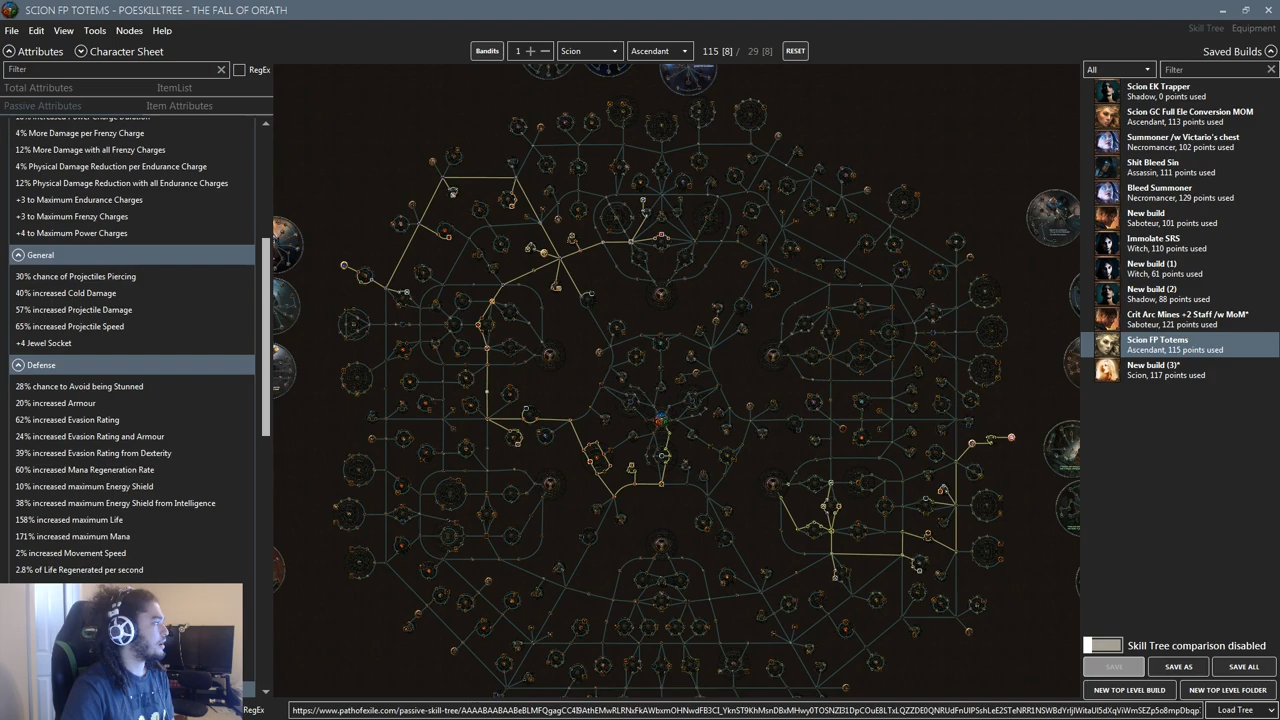 SCION FP TOTEMS - POESKILLTREE - THE FALL OF ORIATH
File Edit View Tools Nodes Help
Skill Tree Equipment
Attributes Character Sheet
Bandits 1 Scion Ascendant 115 [8] / 29 [8] RESET
Saved Builds
Filter RegEx
All Filter
Total Attributes ItemList
Passive Attributes Item Attributes
4% More Damage per Frenzy Charge
12% More Damage with all Frenzy Charge
4% Physical Damage Reduction per Endurance Charge
12% Physical Damage Reduction with all Endurance Charges
+3 to Maximum Endurance Charges
+3 to Maximum Frenzy Charges
+4 to Maximum Power Charges
General
30% chance of Projectiles Piercing
40% increased Cold Damage
57% increased Projectile Damage
65% increased Projectile Speed
+4 Jewel Socket
Defense
28% chance to Avoid being Stunned
20% increased Armour
62% increased Evasion Rating
24% increased Evasion Rating and Armour
39% increased Evasion Rating from Dexterity
60% increased Mana Regeneration Rate
10% increased maximum Energy Shield
38% increased maximum Energy Shield from Intelligence
158% increased maximum Life
171% increased maximum Mana
2% increased Movement Speed
2.8% of Life Regenerated per second
Scion EK Trapper
Shadow, 0 points used
Scion GC Full Ele Conversion MOM
Ascendant, 113 points used
Summoner /w Victario's chest
Necromancer, 102 points used
Shit Bleed Sin
Assassin, 111 points used
Bleed Summoner
Necromancer, 129 points used
New build
Saboteur, 101 points used
Immolate SRS
Witch, 110 points used
New build (1)
Witch, 61 points used
New build (2)
Shadow, 88 points used
Crit Arc Mines +2 Staff /w MoM*
Saboteur, 121 points used
Scion FP Totems
Ascendant, 115 points used
New build (3)*
Scion, 117 points used
Skill Tree comparison disabled
SAVE SAVE AS SAVE ALL
NEW TOP LEVEL BUILD NEW TOP LEVEL FOLDER
RegEx
Load Tree